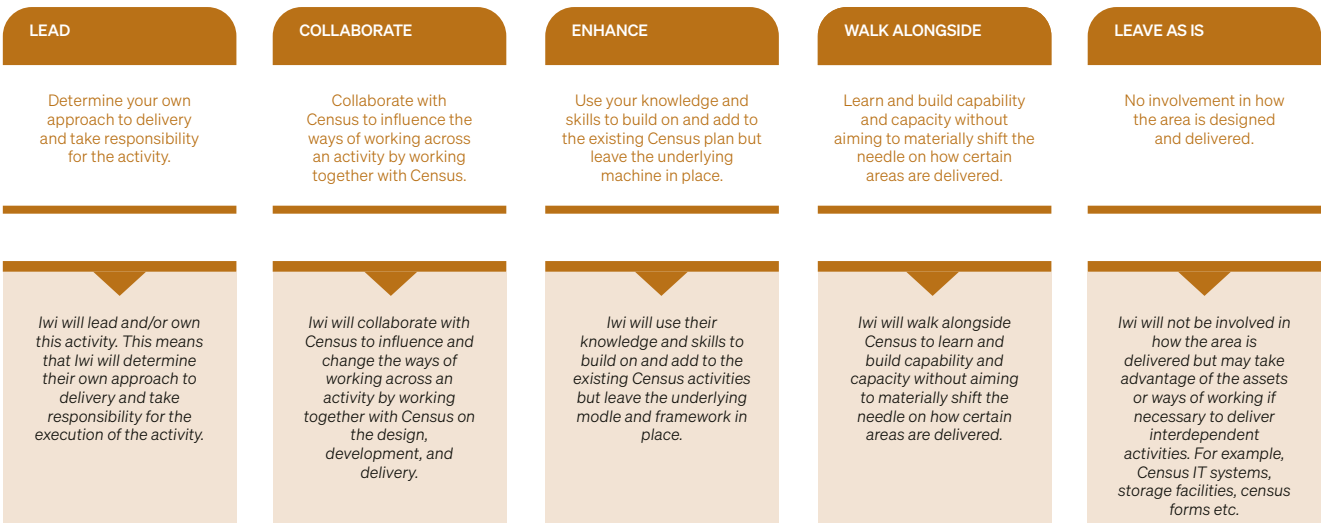 LEAD
Determine your own
approach to delivery
and take responsibility
for the activity.
COLLABORATE
Collaborate with
Census to influence the
ways of working across
an activity by working
together with Census.
ENHANCE
Use your knowledge and
skills to build on and add to
the existing Census plan but
leave the underlying
machine in place.
WALK ALONGSIDE
Learn and build capability
and capacity without
aiming to materially shift the
needle on how certain
areas are delivered.
LEAVE AS IS
No involvement in how
the area is designed
and delivered.
Iwi will lead and/or own
this activity. This means
that Iwi will determine
their own approach to
delivery and take
responsibility for the
execution of the activity.
Iwi will collaborate with
Census to influence and
change the ways of
working across an
activity by working
together with Census on
the design,
development, and
delivery.
Iwi will use their
knowledge and skills to
build on and add to the
existing Census activities
but leave the underlying
modle and framework in
place.
Iwi will walk alongside
Census to learn and
build capability and
capacity without aiming
to materially shift the
needle on how certain
areas are delivered.
Iwi will not be involved in
how the area is
delivered but may take
advantage of the assets
or ways of working if
necessary to deliver
interdependent
activities. For example,
Census IT systems,
storage facilities, census
forms etc.